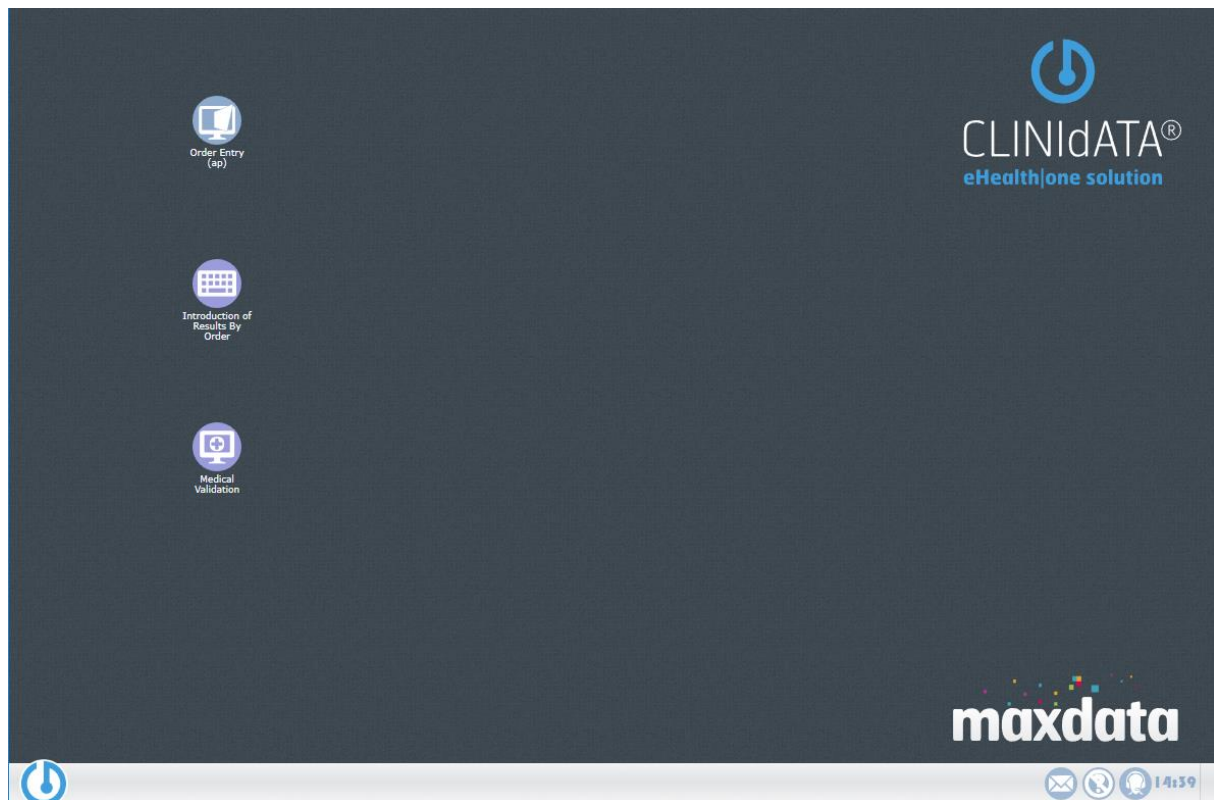 CLINIdATA®
eHealth|one solution
Order Entry
(ap)
Introduction of
Results By
Order
Medical
Validation
maxdata
14:39